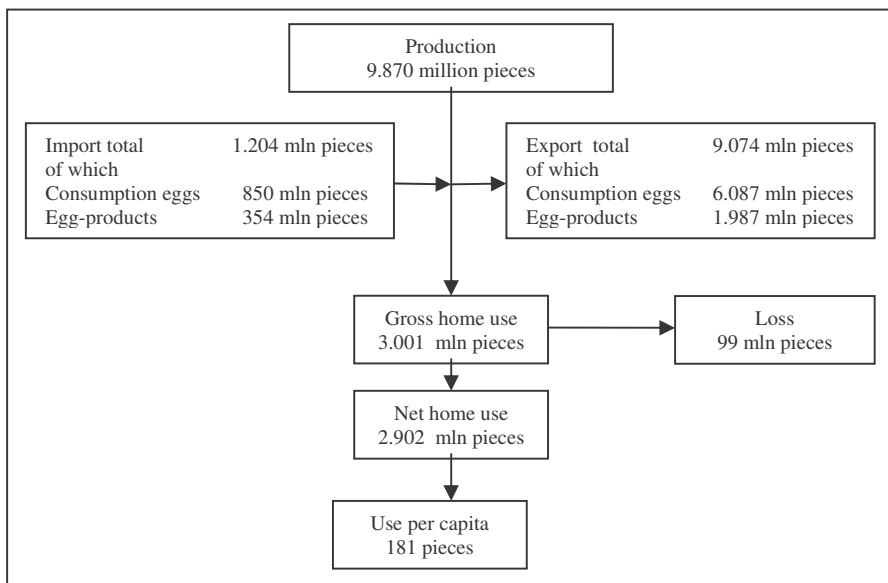 Production
9.870 million pieces
Import total 1.204 mln pieces
of which
Consumption eggs 850 mln pieces
Egg-products 354 mln pieces
Export total 9.074 mln pieces
of which
Consumption eggs 6.087 mln pieces
Egg-products 1.987 mln pieces
Gross home use
3.001 mln pieces
Loss
99 mln pieces
Net home use
2.902 mln pieces
Use per capita
181 pieces